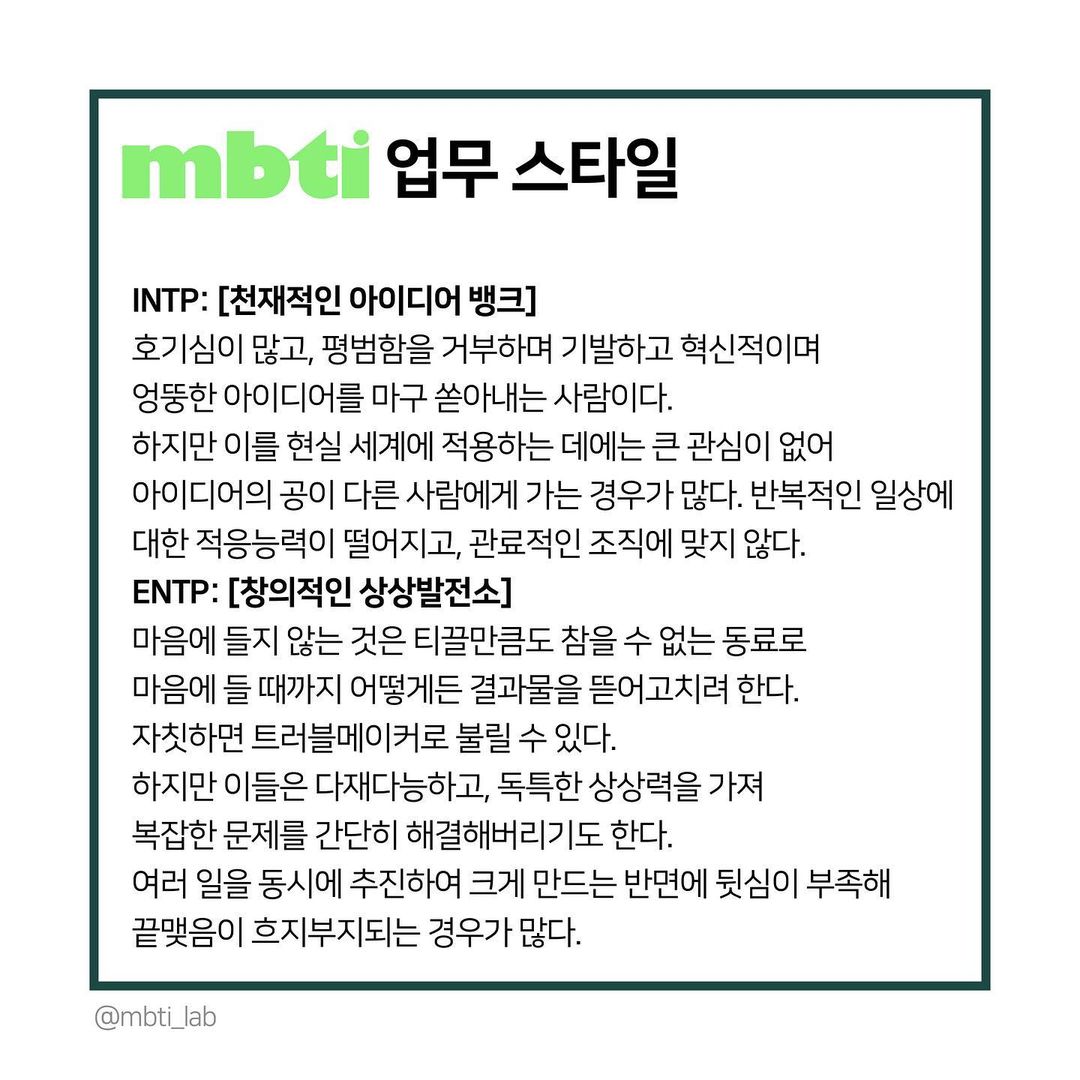 mbti 업무 스타일
INTP: [천재적인 아이디어 뱅크]
호기심이 많고, 평범함을 거부하며 기발하고 혁신적이며
엉뚱한 아이디어를 마구 쏟아내는 사람이다.
하지만 이를 현실 세계에 적용하는 데에는 큰 관심이 없어
아이디어의 공이 다른 사람에게 가는 경우가 많다. 반복적인 일상에
대한 적응능력이 떨어지고, 관료적인 조직에 맞지 않다.
ENTP: [창의적인 상상발전소]
마음에 들지 않는 것은 티끌만큼도 참을 수 없는 동료로
마음에 들 때까지 어떻게든 결과물을 뜯어고치려 한다.
자칫하면 트러블메이커로 불릴 수 있다.
하지만 이들은 다재다능하고, 독특한 상상력을 가져
복잡한 문제를 간단히 해결해버리기도 한다.
여러 일을 동시에 추진하여 크게 만드는 반면에 뒷심이 부족해
끝맺음이 흐지부지되는 경우가 많다.
@mbti_lab